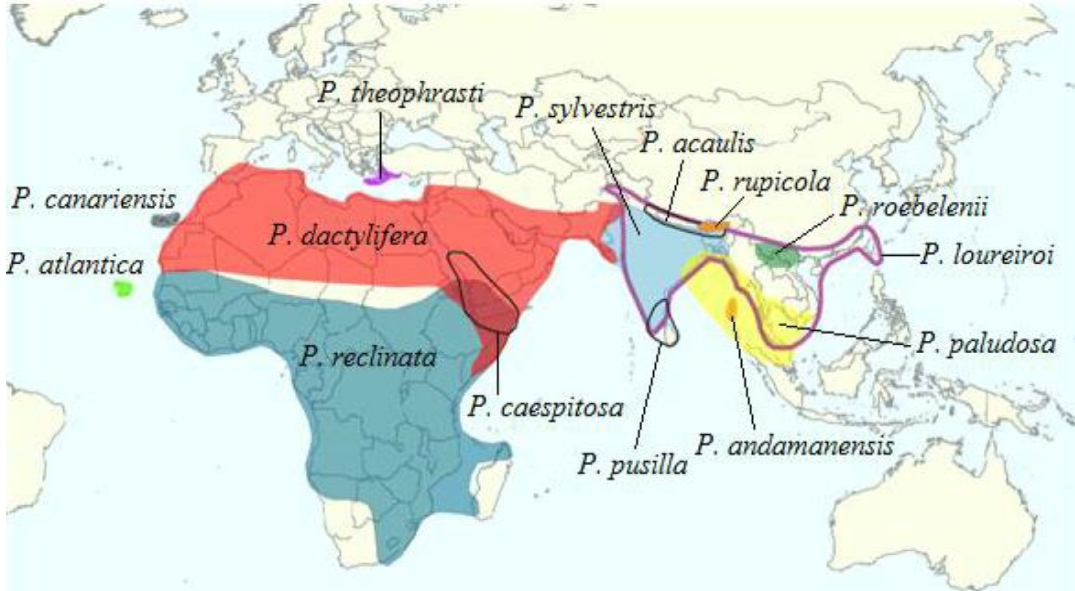 P. theophrasti
P. sylvestris
P. acaulis
P. rupicola
P. canariensis
P. roebelenii
P. dactylifera
P. atlantica
P. loureiroi
P. reclinata
P. paludosa
P. caespitosa
P. andamanensis
P. pusilla